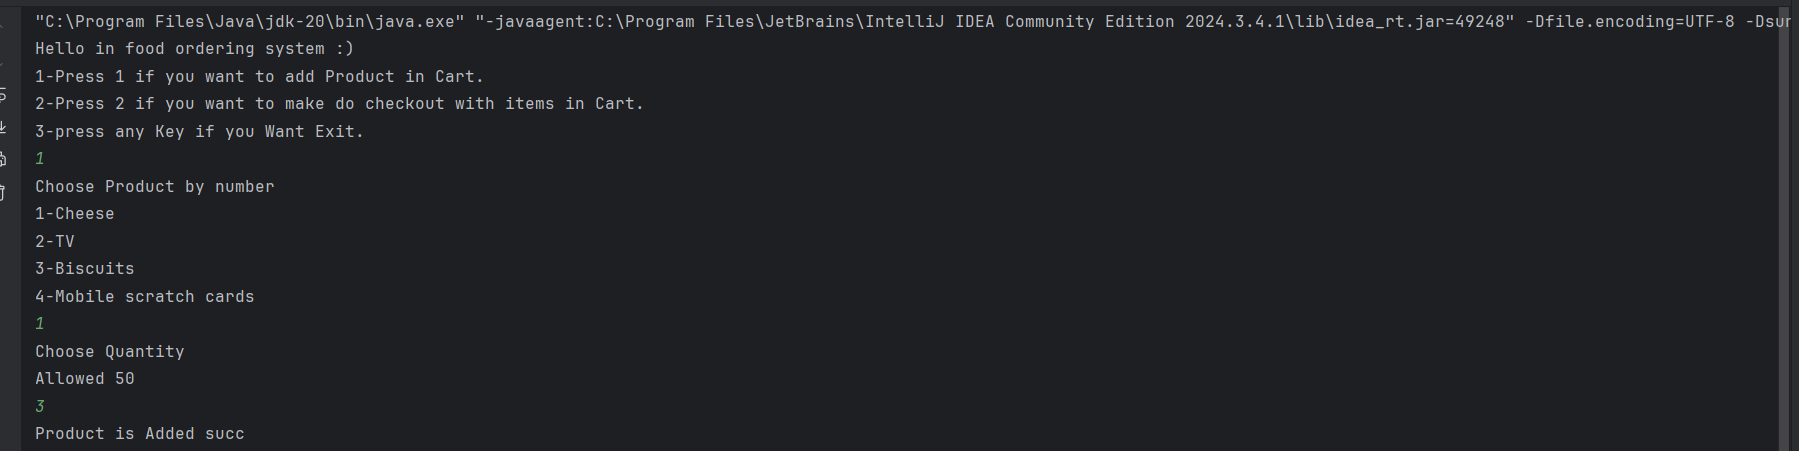 "C:\Program Files\Java\jdk-20\bin\java.exe" "-javaagent:C:\Program Files\JetBrains\IntelliJ IDEA Community Edition 2024.3.4.1\lib\idea_rt.jar=49248" -Dfile.encoding=UTF-8 -Dsun
Hello in food ordering system :)
1-Press 1 if you want to add Product in Cart.
2-Press 2 if you want to make do checkout with items in Cart.
3-press any Key if you Want Exit.
1
Choose Product by number
1-Cheese
2-TV
3-Biscuits
4-Mobile scratch cards
1
Choose Quantity
Allowed 50
3
Product is Added succ